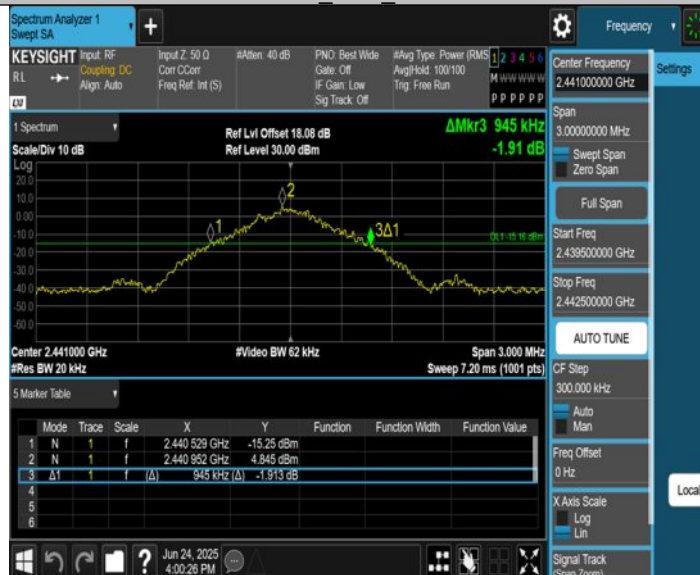 Spectrum Analyzer 1
Swept SA
+
Frequency
KEYSIGHT
RL
LXI
Input: RF
Coupling: DC
Align: Auto
Input Z: 50 Ω
Corr CCorr
Freq Ref: Int (S)
#Atten: 40 dB
PNO: Best Wide
Gate: Off
IF Gain: Low
Sig Track: Off
#Avg Type: Power (RMS
Avg|Hold: 100/100
Trig: Free Run
1 2 3 4 5 6
M W W W W W
P P P P P P
1 Spectrum
Scale/Div 10 dB
Log
Ref Lvl Offset 18.08 dB
Ref Level 30.00 dBm
ΔMkr3 945 kHz
-1.91 dB
20.0
10.0
0.00
-10.0
-20.0
-30.0
-40.0
-50.0
-60.0
1
2
3Δ1
DL1 -15.16 dBm
Center 2.441000 GHz
#Res BW 20 kHz
#Video BW 62 kHz
Span 3.000 MHz
Sweep 7.20 ms (1001 pts)
5 Marker Table
Mode Trace Scale X Y Function Function Width Function Value
1 N 1 f 2.440 529 GHz -15.25 dBm
2 N 1 f 2.440 952 GHz 4.845 dBm
3 Δ1 1 f (Δ) 945 kHz (Δ) -1.913 dB
4
5
6
?
Jun 24, 2025
4:00:26 PM
Center Frequency
2.441000000 GHz
Settings
Span
3.00000000 MHz
Swept Span
Zero Span
Full Span
Start Freq
2.439500000 GHz
Stop Freq
2.442500000 GHz
AUTO TUNE
CF Step
300.000 kHz
Auto
Man
Freq Offset
0 Hz
X Axis Scale
Log
Lin
Local
Signal Track
(Span Zoom)